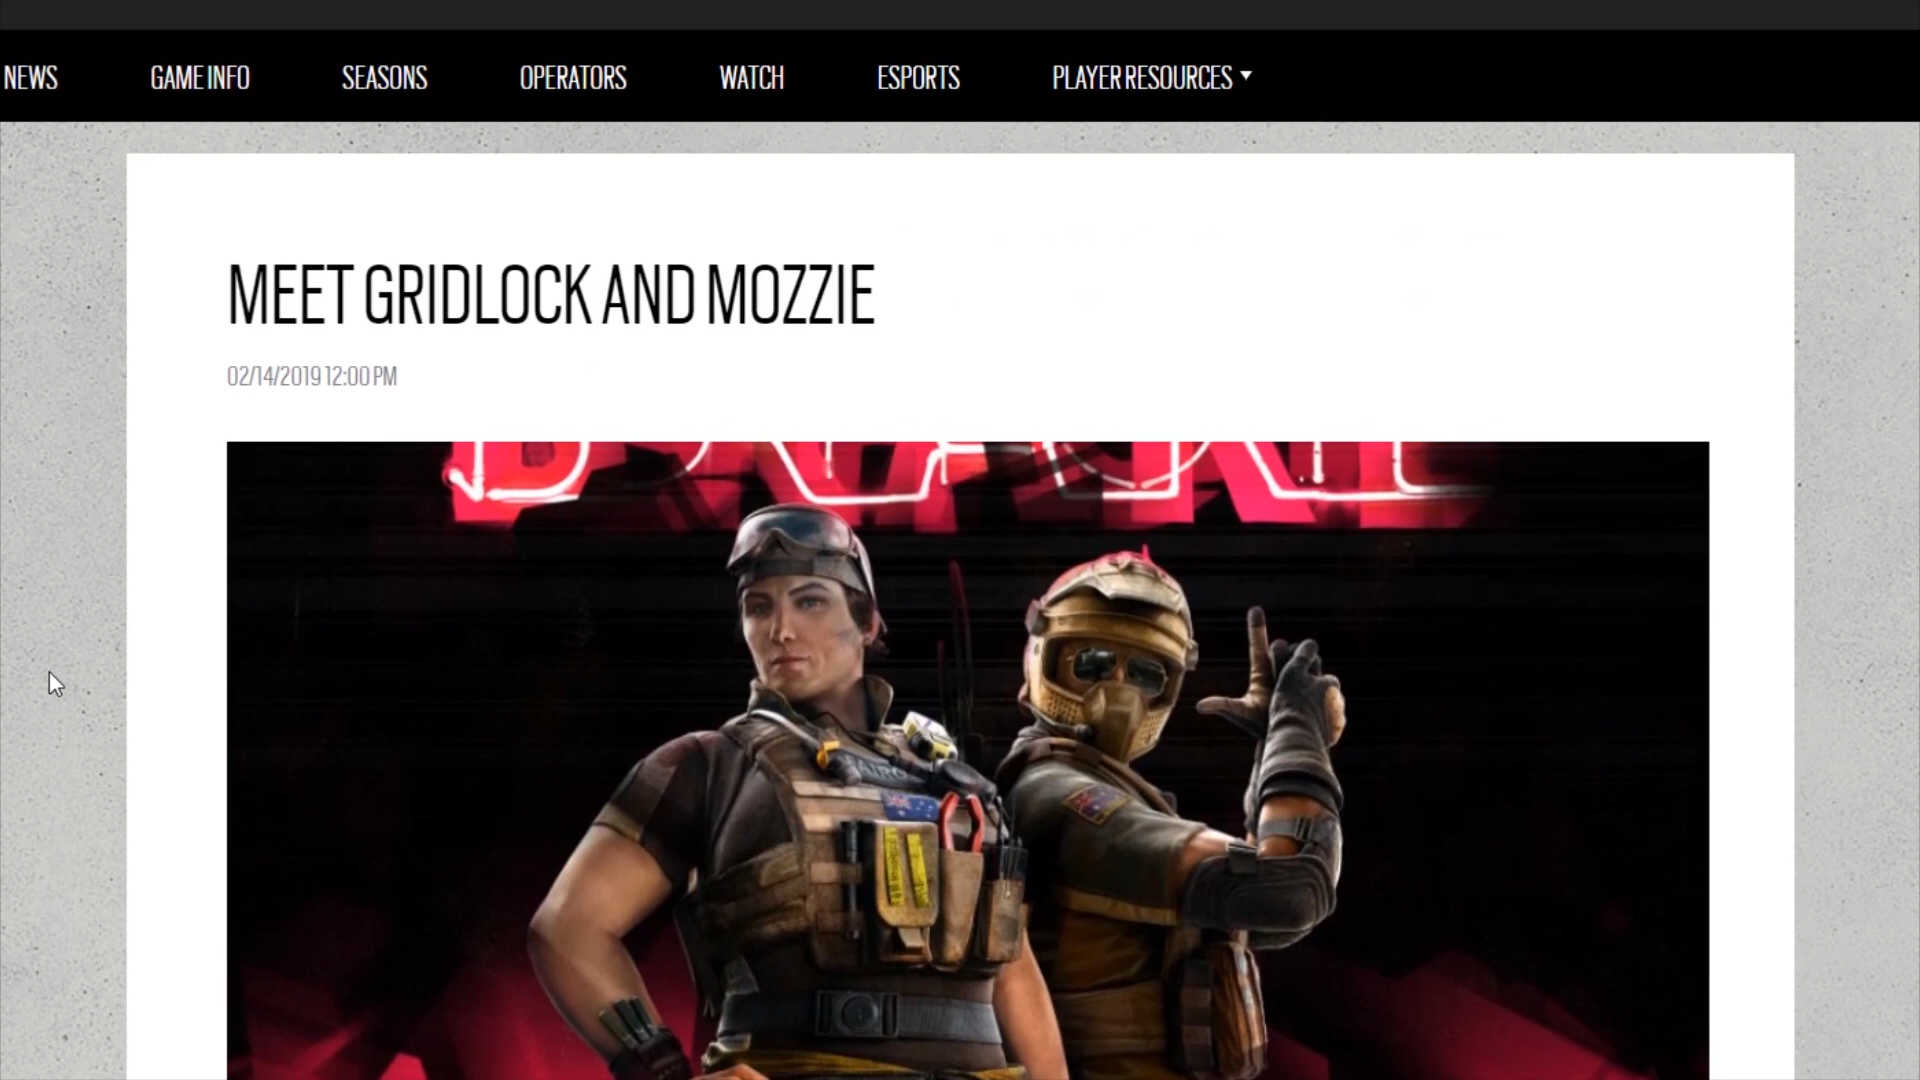 NEWS GAME INFO SEASONS OPERATORS WATCH ESPORTS PLAYER RESOURCES
MEET GRIDLOCK AND MOZZIE
02/14/2019 12:00 PM